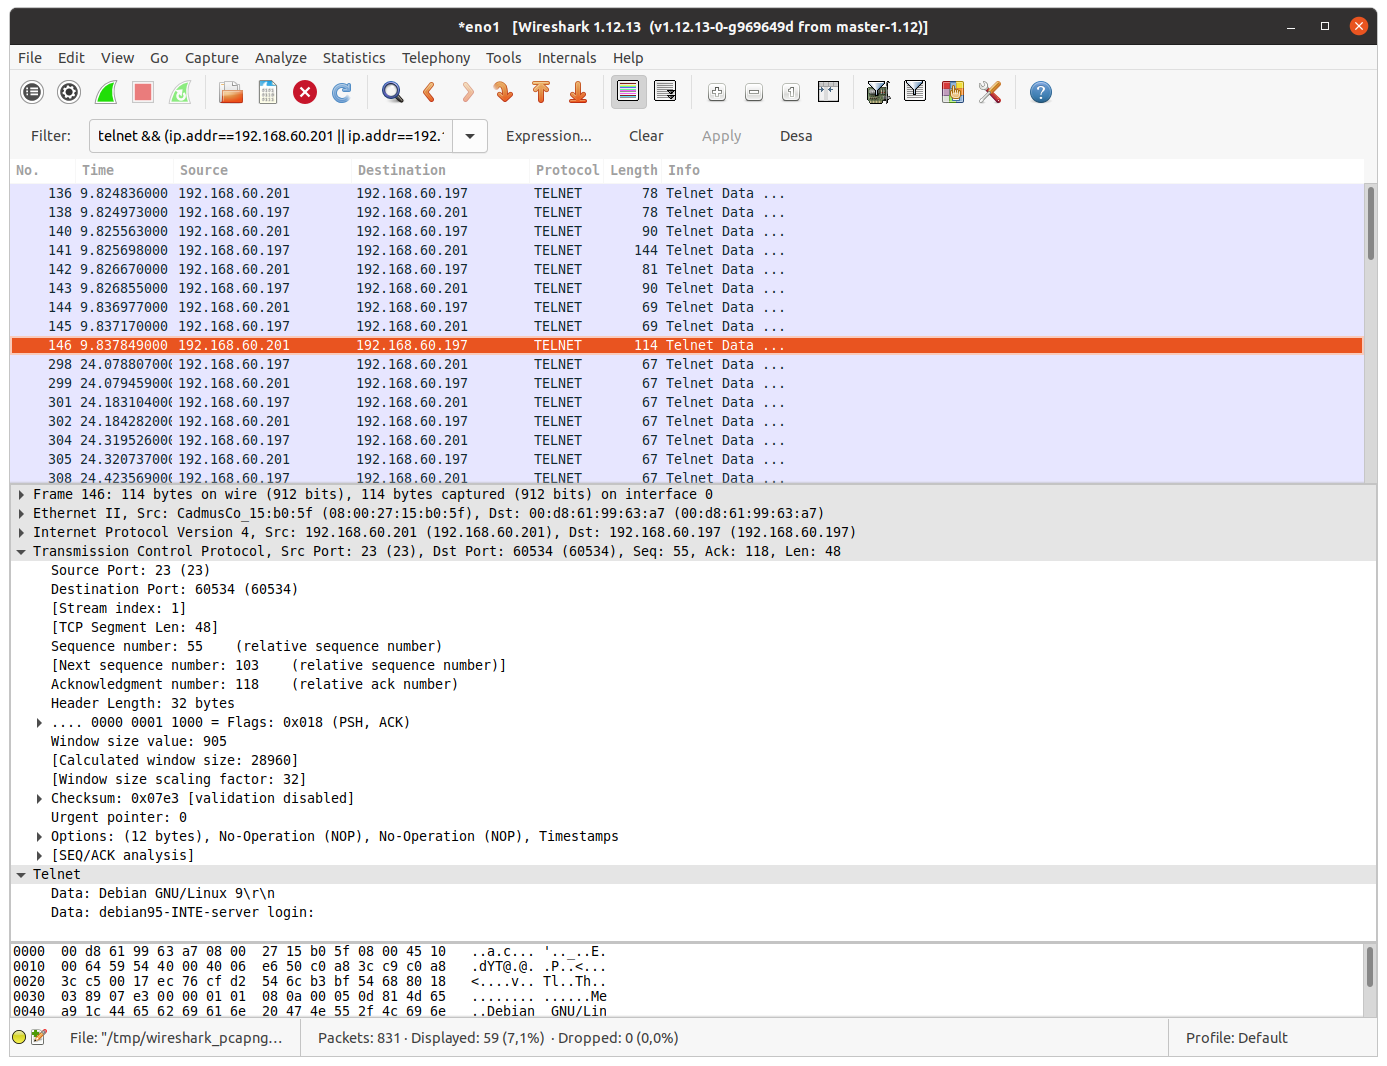 *eno1   [Wireshark 1.12.13  (v1.12.13-0-g969649d from master-1.12)]
File Edit View Go Capture Analyze Statistics Telephony Tools Internals Help
Filter: telnet && (ip.addr==192.168.60.201 || ip.addr==192. Expression... Clear Apply Desa
No. Time Source Destination Protocol Length Info
136 9.824836000 192.168.60.201 192.168.60.197 TELNET 78 Telnet Data ...
138 9.824973000 192.168.60.197 192.168.60.201 TELNET 78 Telnet Data ...
140 9.825563000 192.168.60.201 192.168.60.197 TELNET 90 Telnet Data ...
141 9.825698000 192.168.60.197 192.168.60.201 TELNET 144 Telnet Data ...
142 9.826670000 192.168.60.201 192.168.60.197 TELNET 81 Telnet Data ...
143 9.826855000 192.168.60.197 192.168.60.201 TELNET 90 Telnet Data ...
144 9.836977000 192.168.60.201 192.168.60.197 TELNET 69 Telnet Data ...
145 9.837170000 192.168.60.197 192.168.60.201 TELNET 69 Telnet Data ...
146 9.837849000 192.168.60.201 192.168.60.197 TELNET 114 Telnet Data ...
298 24.078807000 192.168.60.197 192.168.60.201 TELNET 67 Telnet Data ...
299 24.079459000 192.168.60.201 192.168.60.197 TELNET 67 Telnet Data ...
301 24.183104000 192.168.60.197 192.168.60.201 TELNET 67 Telnet Data ...
302 24.184282000 192.168.60.201 192.168.60.197 TELNET 67 Telnet Data ...
304 24.319526000 192.168.60.197 192.168.60.201 TELNET 67 Telnet Data ...
305 24.320737000 192.168.60.201 192.168.60.197 TELNET 67 Telnet Data ...
308 24.423569000 192.168.60.197 192.168.60.201 TELNET 67 Telnet Data ...
Frame 146: 114 bytes on wire (912 bits), 114 bytes captured (912 bits) on interface 0
Ethernet II, Src: CadmusCo_15:b0:5f (08:00:27:15:b0:5f), Dst: 00:d8:61:99:63:a7 (00:d8:61:99:63:a7)
Internet Protocol Version 4, Src: 192.168.60.201 (192.168.60.201), Dst: 192.168.60.197 (192.168.60.197)
Transmission Control Protocol, Src Port: 23 (23), Dst Port: 60534 (60534), Seq: 55, Ack: 118, Len: 48
Source Port: 23 (23)
Destination Port: 60534 (60534)
[Stream index: 1]
[TCP Segment Len: 48]
Sequence number: 55    (relative sequence number)
[Next sequence number: 103    (relative sequence number)]
Acknowledgment number: 118    (relative ack number)
Header Length: 32 bytes
.... 0000 0001 1000 = Flags: 0x018 (PSH, ACK)
Window size value: 905
[Calculated window size: 28960]
[Window size scaling factor: 32]
Checksum: 0x07e3 [validation disabled]
Urgent pointer: 0
Options: (12 bytes), No-Operation (NOP), No-Operation (NOP), Timestamps
[SEQ/ACK analysis]
Telnet
Data: Debian GNU/Linux 9\r\n
Data: debian95-INTE-server login:
0000  00 d8 61 99 63 a7 08 00  27 15 b0 5f 08 00 45 10   ..a.c... '.._..E.
0010  00 64 59 54 40 00 40 06  e6 50 c0 a8 3c c9 c0 a8   .dYT@.@. .P..<...
0020  3c c5 00 17 ec 76 cf d2  54 6c b3 bf 54 68 80 18   <....v.. Tl..Th..
0030  03 89 07 e3 00 00 01 01  08 0a 00 05 0d 81 4d 65   ........ ......Me
0040  a9 1c 44 65 62 69 61 6e  20 47 4e 55 2f 4c 69 6e   ..Debian  GNU/Lin
File: "/tmp/wireshark_pcapng... Packets: 831 · Displayed: 59 (7,1%) · Dropped: 0 (0,0%) Profile: Default